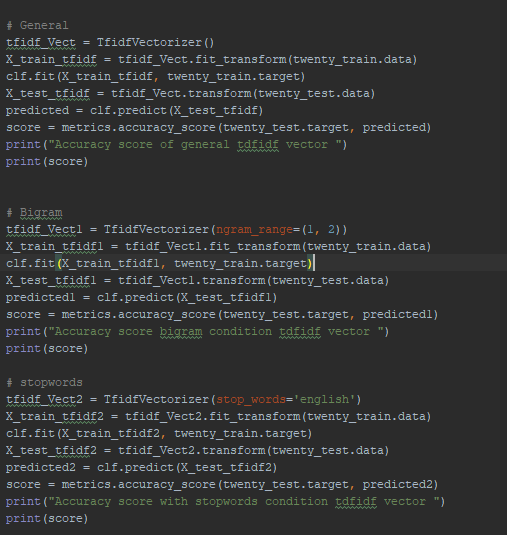 # General
tfidf_Vect = TfidfVectorizer()
X_train_tfidf = tfidf_Vect.fit_transform(twenty_train.data)
clf.fit(X_train_tfidf, twenty_train.target)
X_test_tfidf = tfidf_Vect.transform(twenty_test.data)
predicted = clf.predict(X_test_tfidf)
score = metrics.accuracy_score(twenty_test.target, predicted)
print("Accuracy score of general tdfidf vector ")
print(score)
# Bigram
tfidf_Vect1 = TfidfVectorizer(ngram_range=(1, 2))
X_train_tfidf1 = tfidf_Vect1.fit_transform(twenty_train.data)
clf.fit(X_train_tfidf1, twenty_train.target)
X_test_tfidf1 = tfidf_Vect1.transform(twenty_test.data)
predicted1 = clf.predict(X_test_tfidf1)
score = metrics.accuracy_score(twenty_test.target, predicted1)
print("Accuracy score bigram condition tdfidf vector ")
print(score)
# stopwords
tfidf_Vect2 = TfidfVectorizer(stop_words='english')
X_train_tfidf2 = tfidf_Vect2.fit_transform(twenty_train.data)
clf.fit(X_train_tfidf2, twenty_train.target)
X_test_tfidf2 = tfidf_Vect2.transform(twenty_test.data)
predicted2 = clf.predict(X_test_tfidf2)
score = metrics.accuracy_score(twenty_test.target, predicted2)
print("Accuracy score with stopwords condition tdfidf vector ")
print(score)